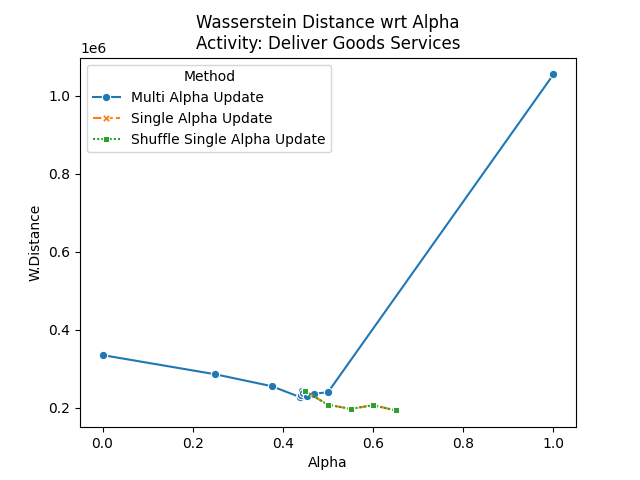 Wasserstein Distance wrt Alpha
Activity: Deliver Goods Services
1e6
Method
Multi Alpha Update
Single Alpha Update
Shuffle Single Alpha Update
1.0
0.8
0.6
0.4
0.2
W.Distance
0.0
0.2
0.4
0.6
0.8
1.0
Alpha